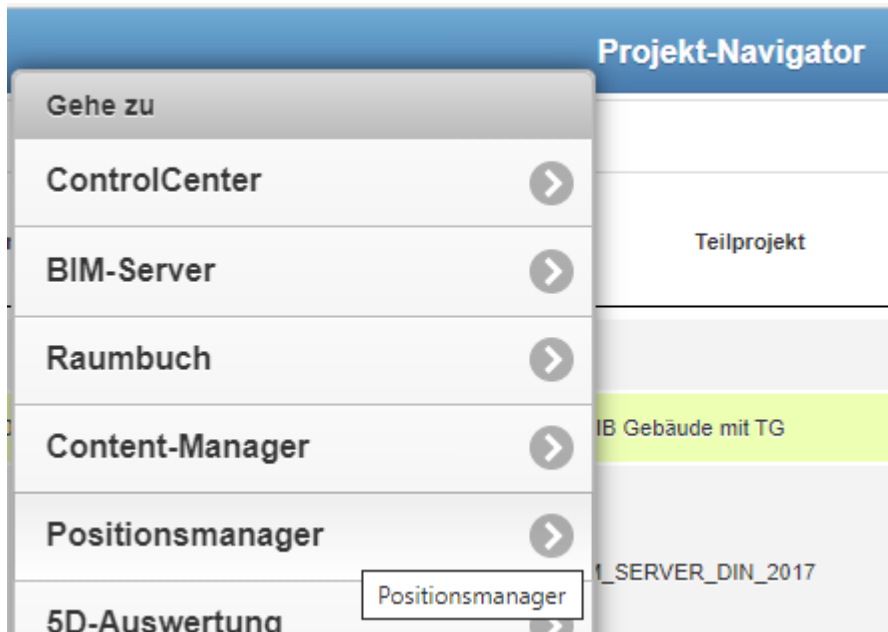 Projekt-Navigator
Gehe zu
ControlCenter
Teilprojekt
BIM-Server
Raumbuch
Content-Manager
IB Gebäude mit TG
Positionsmanager
_SERVER_DIN_2017
Positionsmanager
5D-Auswertung